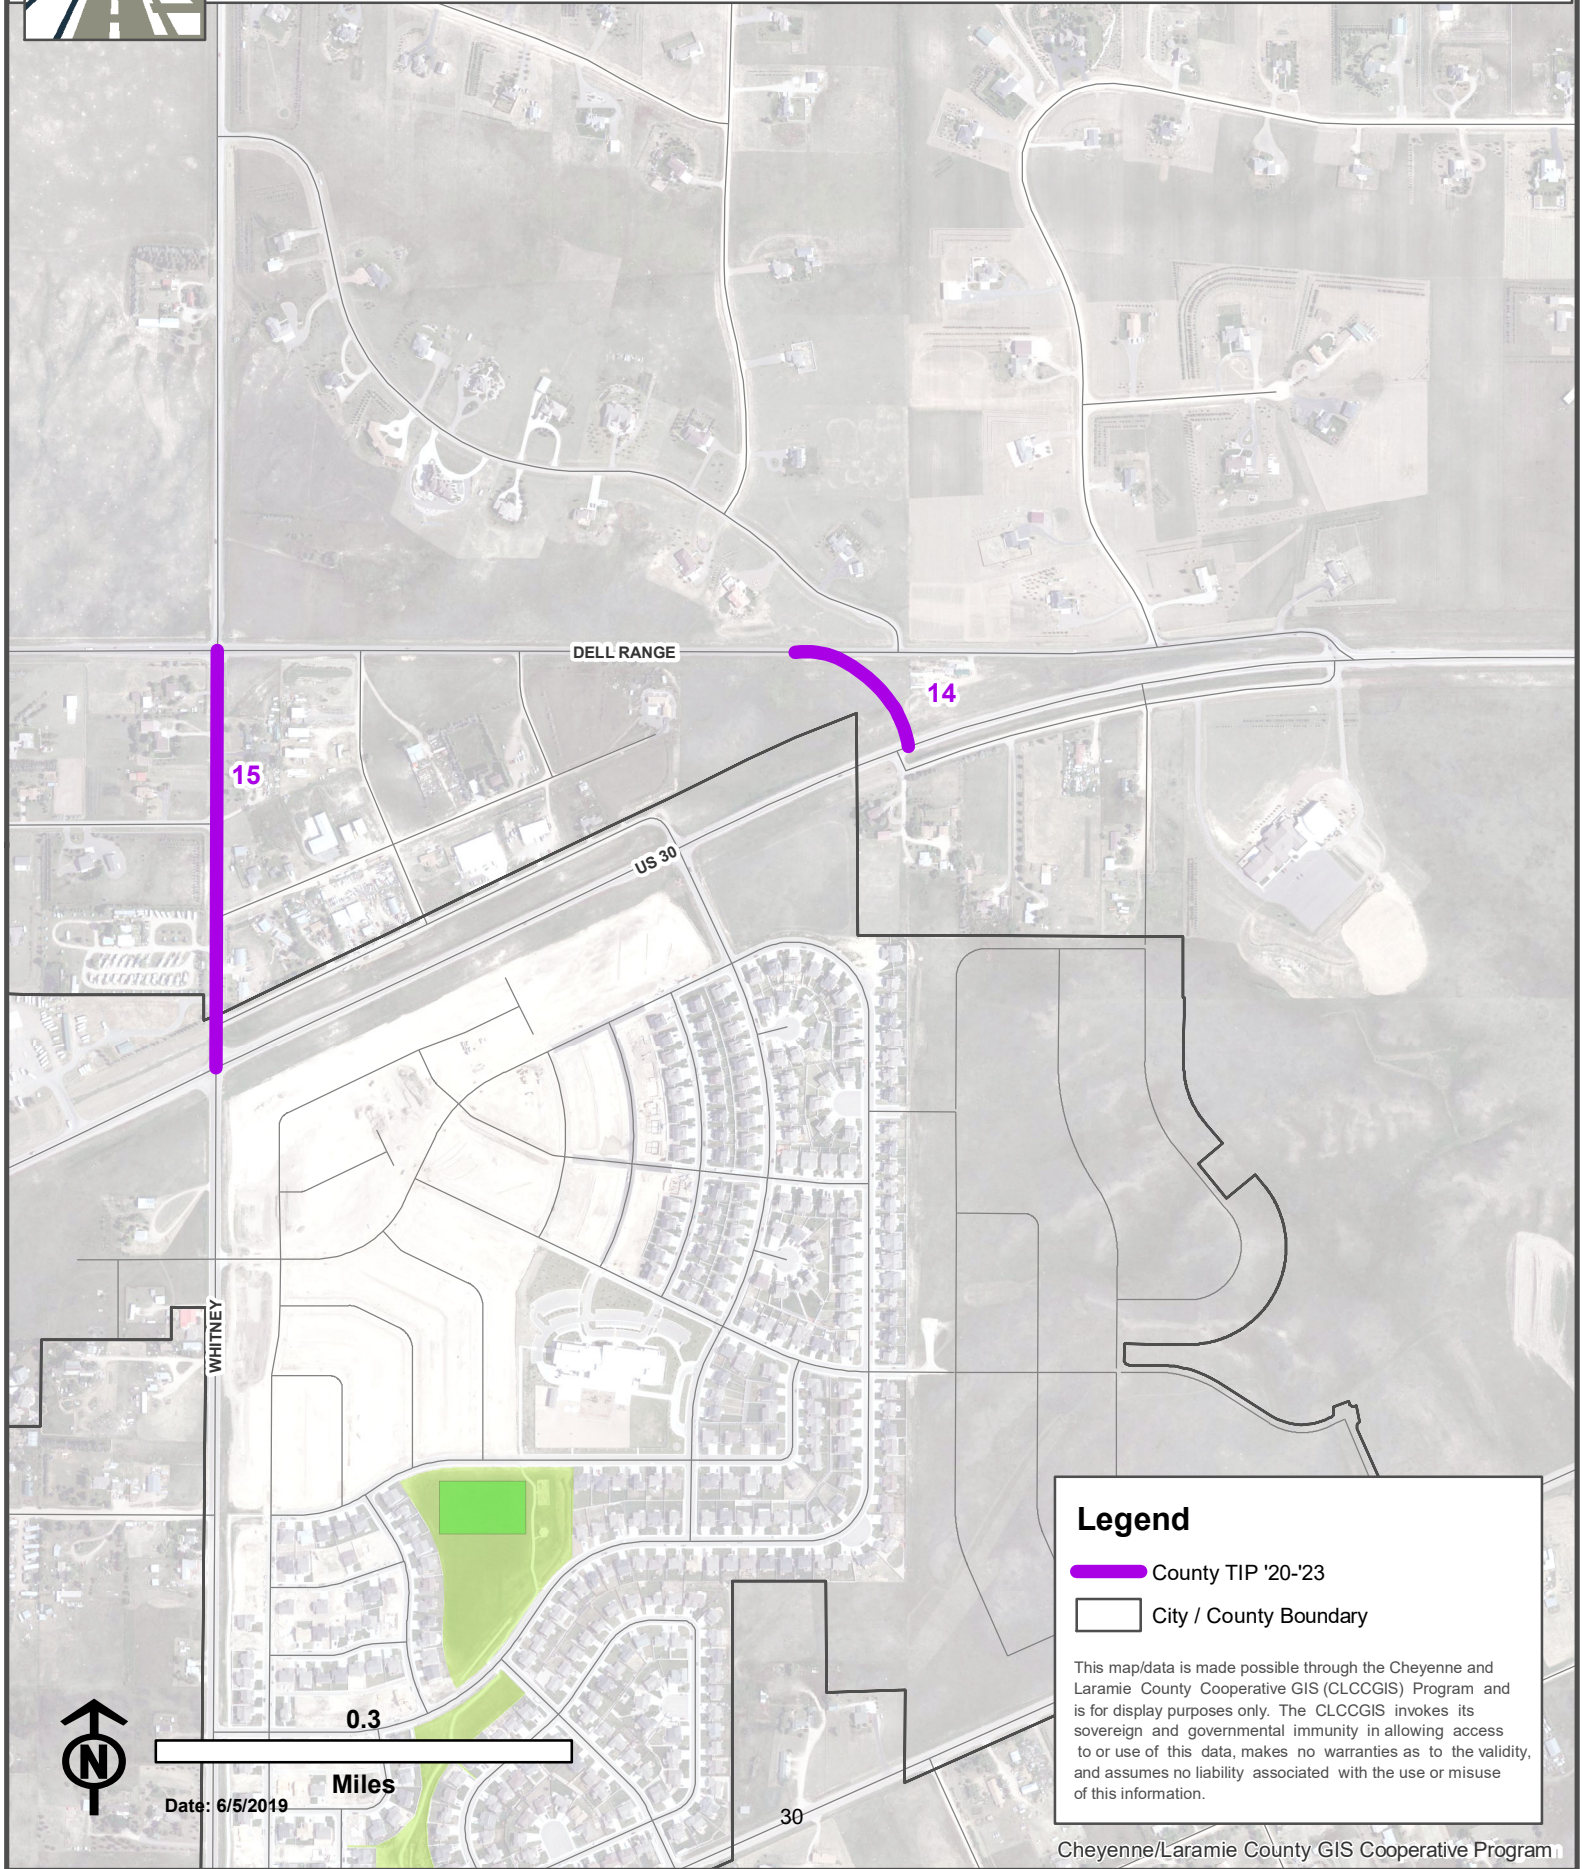 DELL RANGE
14
15
US 30
WHITNEY
Legend
County TIP '20-'23
City / County Boundary
This map/data is made possible through the Cheyenne and
Laramie County Cooperative GIS (CLCCGIS) Program and
is for display purposes only. The CLCCGIS invokes its
sovereign and governmental immunity in allowing access
to or use of this data, makes no warranties as to the validity,
and assumes no liability associated with the use or misuse
of this information.
0.3
N
Miles
Date: 6/5/2019
30
Cheyenne/Laramie County GIS Cooperative Program